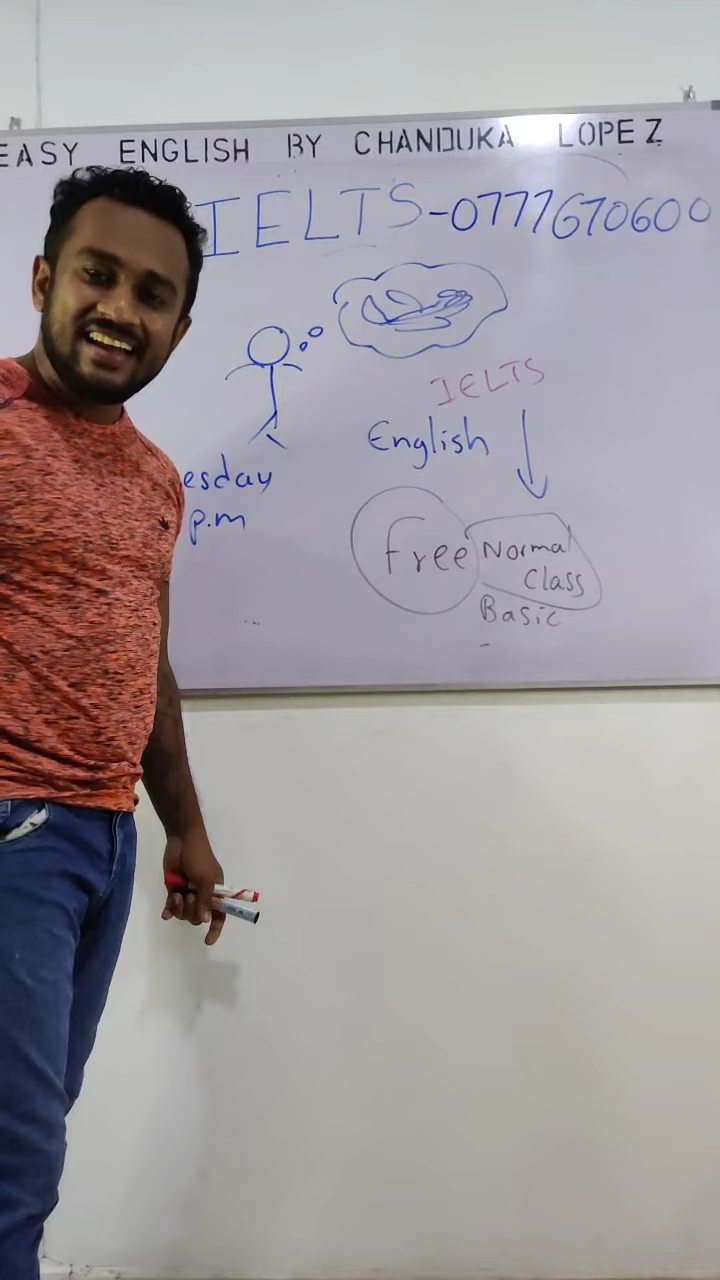 EASY ENGLISH BY CHANDUKA LOPEZ
IELTS-0777670600
IELTS
English
esday
p.m
Free
Normal
Class
Basic